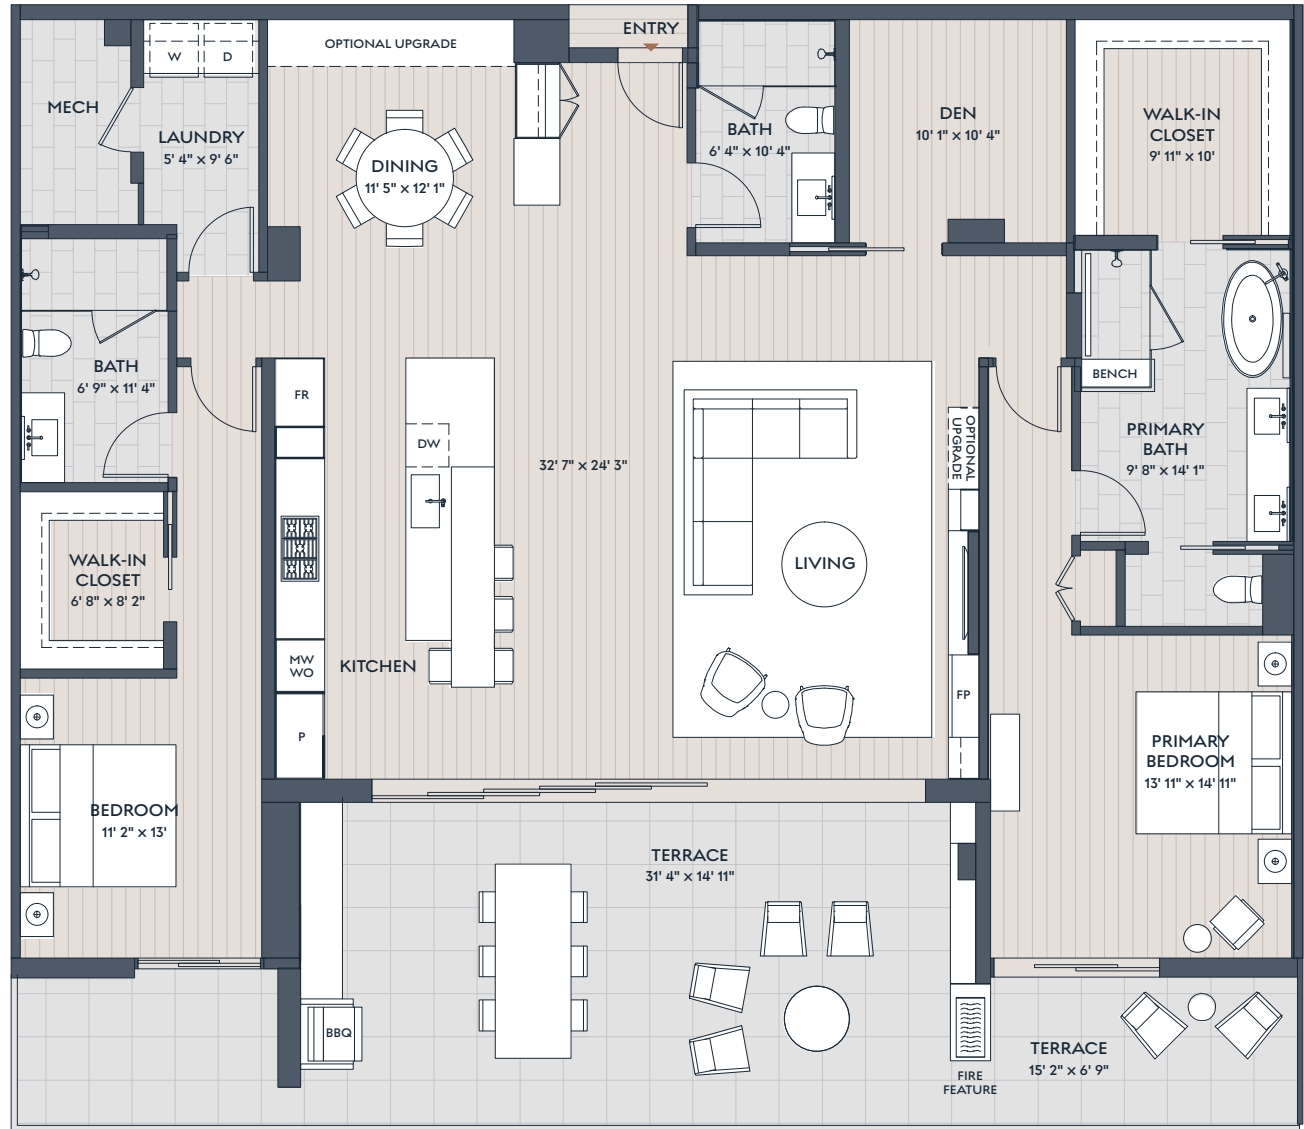 ENTRY
OPTIONAL UPGRADE
W
D
MECH
LAUNDRY
5' 4" x 9' 6"
DINING
11' 5" x 12' 1"
BATH
6' 4" x 10' 4"
DEN
10' 1" x 10' 4"
WALK-IN
CLOSET
9' 11" x 10'
BATH
6' 9" x 11' 4"
FR
DW
32' 7" x 24' 3"
OPTIONAL
UPGRADE
BENCH
PRIMARY
BATH
9' 8" x 14' 1"
WALK-IN
CLOSET
6' 8" x 8' 2"
LIVING
MW
WO
KITCHEN
P
FP
PRIMARY
BEDROOM
13' 11" x 14' 11"
BEDROOM
11' 2" x 13'
TERRACE
31' 4" x 14' 11"
BBQ
FIRE
FEATURE
TERRACE
15' 2" x 6' 9"